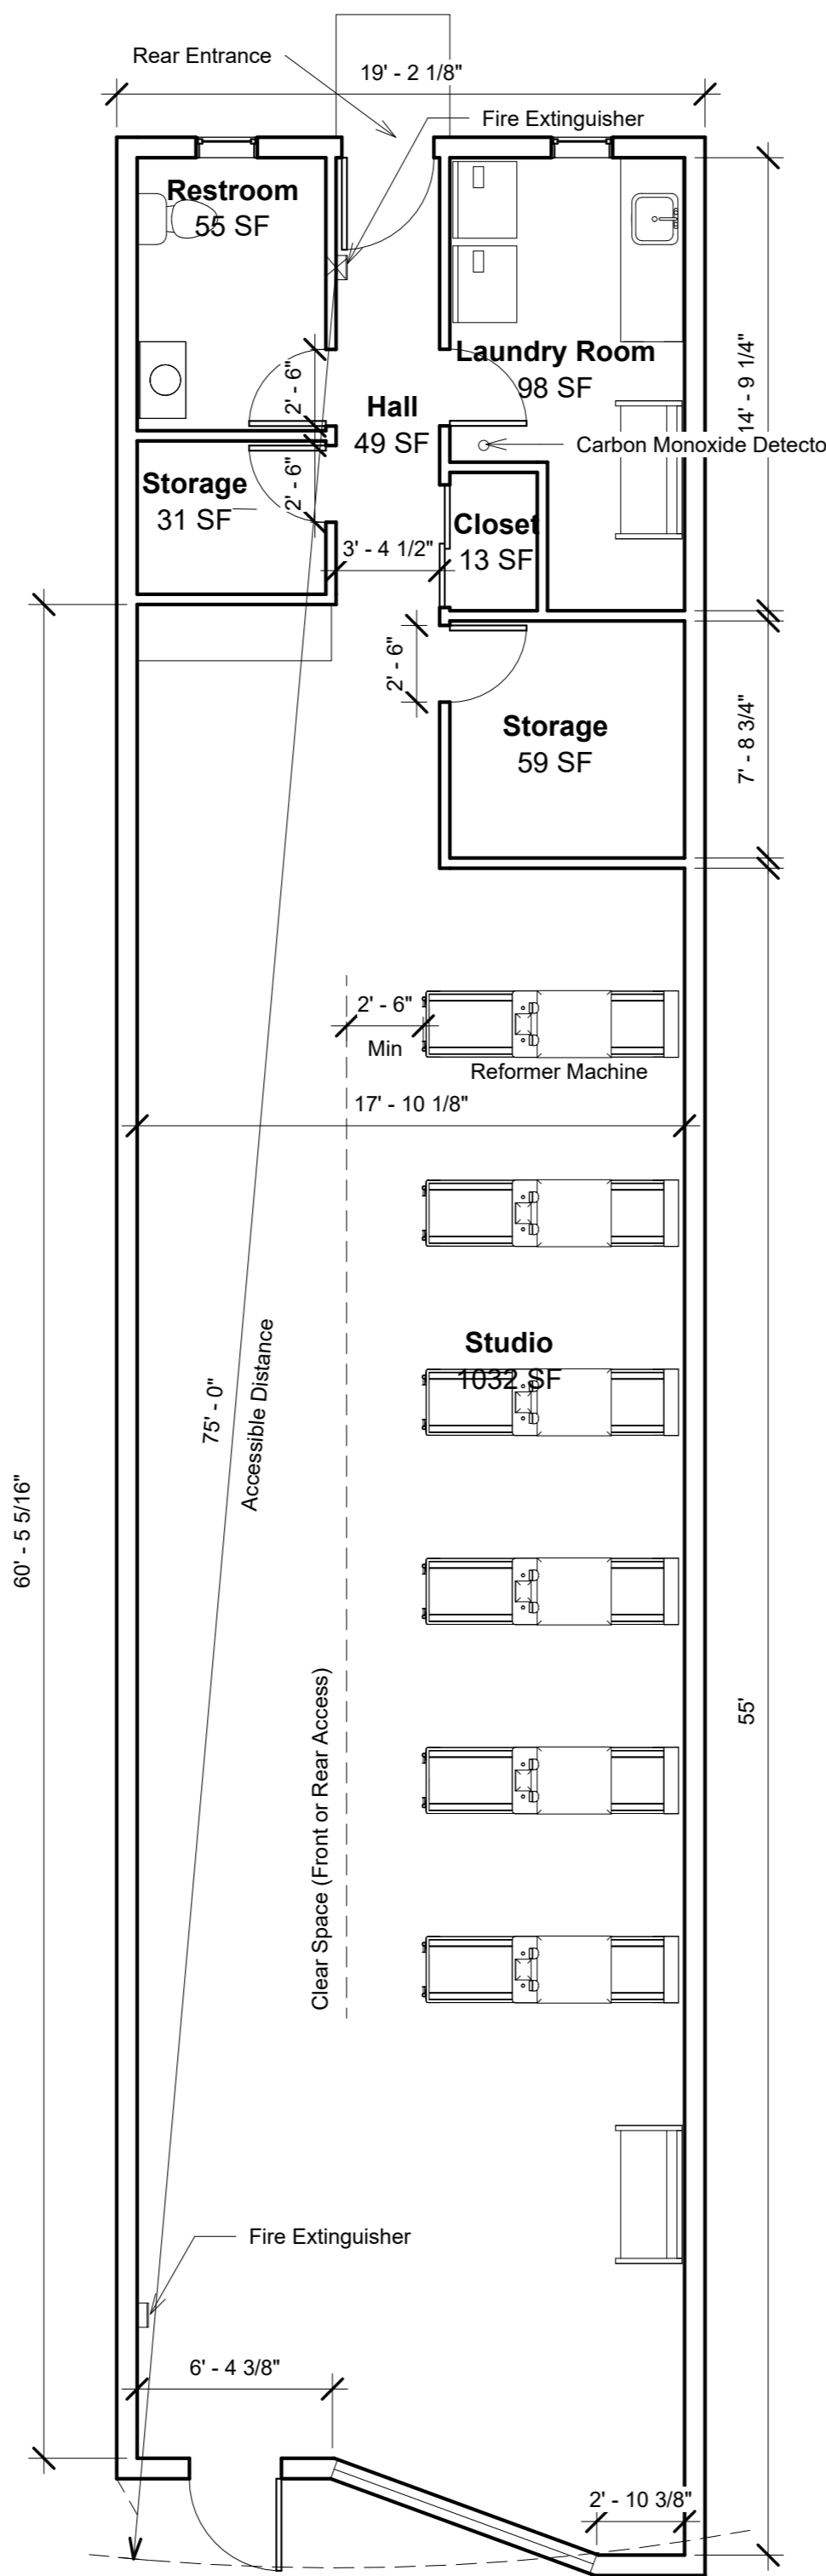 Rear Entrance
19' - 2 1/8"
Fire Extinguisher
Restroom
55 SF
Laundry Room
98 SF
14' - 9 1/4"
2' - 6"
Hall
49 SF
Carbon Monoxide Detecto
2' - 6"
Storage
31 SF
Closet
13 SF
3' - 4 1/2"
2' - 6"
Storage
59 SF
7' - 8 3/4"
2' - 6"
Min
Reformer Machine
17' - 10 1/8"
Studio
1032 SF
75' - 0"
Accessible Distance
60' - 5 5/16"
Clear Space (Front or Rear Access)
55'
Fire Extinguisher
6' - 4 3/8"
2' - 10 3/8"